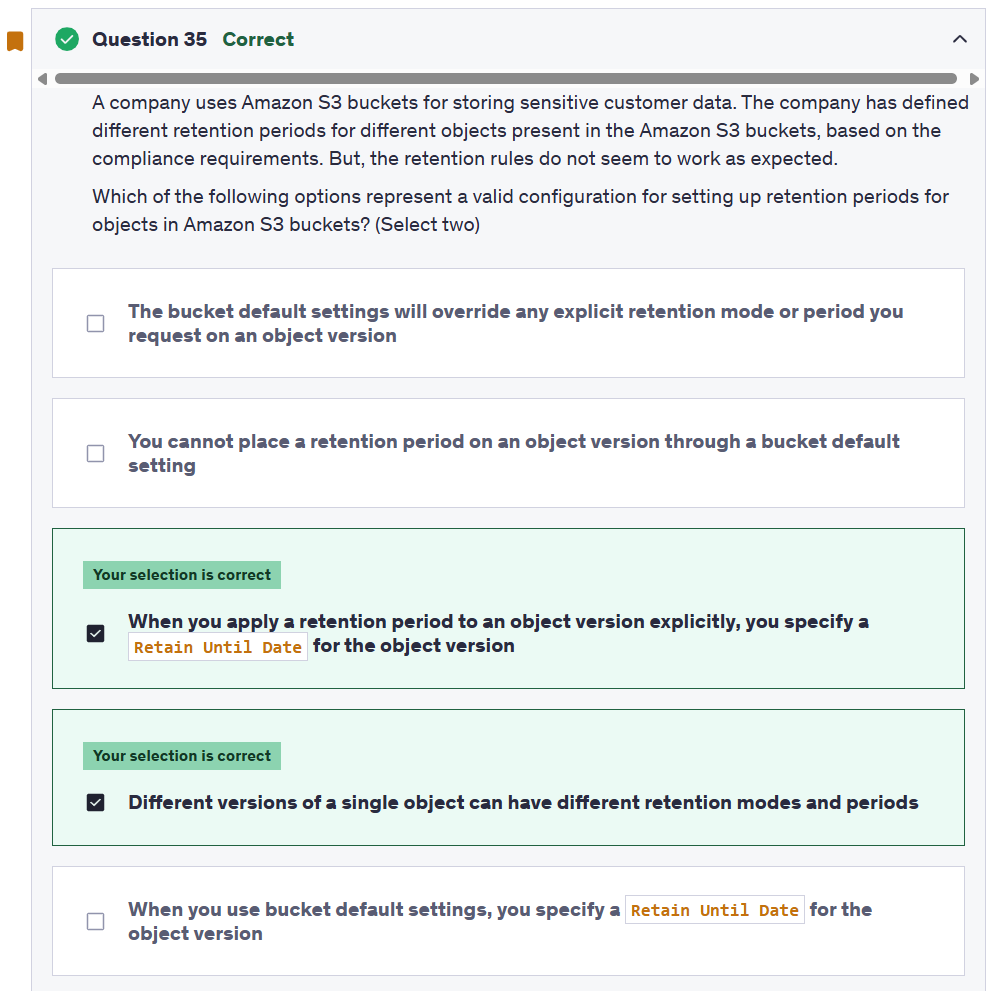 Question 35 Correct
A company uses Amazon S3 buckets for storing sensitive customer data. The company has defined
different retention periods for different objects present in the Amazon S3 buckets, based on the
compliance requirements. But, the retention rules do not seem to work as expected.
Which of the following options represent a valid configuration for setting up retention periods for
objects in Amazon S3 buckets? (Select two)
The bucket default settings will override any explicit retention mode or period you
request on an object version
You cannot place a retention period on an object version through a bucket default
setting
Your selection is correct
When you apply a retention period to an object version explicitly, you specify a
Retain Until Date for the object version
Your selection is correct
Different versions of a single object can have different retention modes and periods
When you use bucket default settings, you specify a Retain Until Date for the
object version